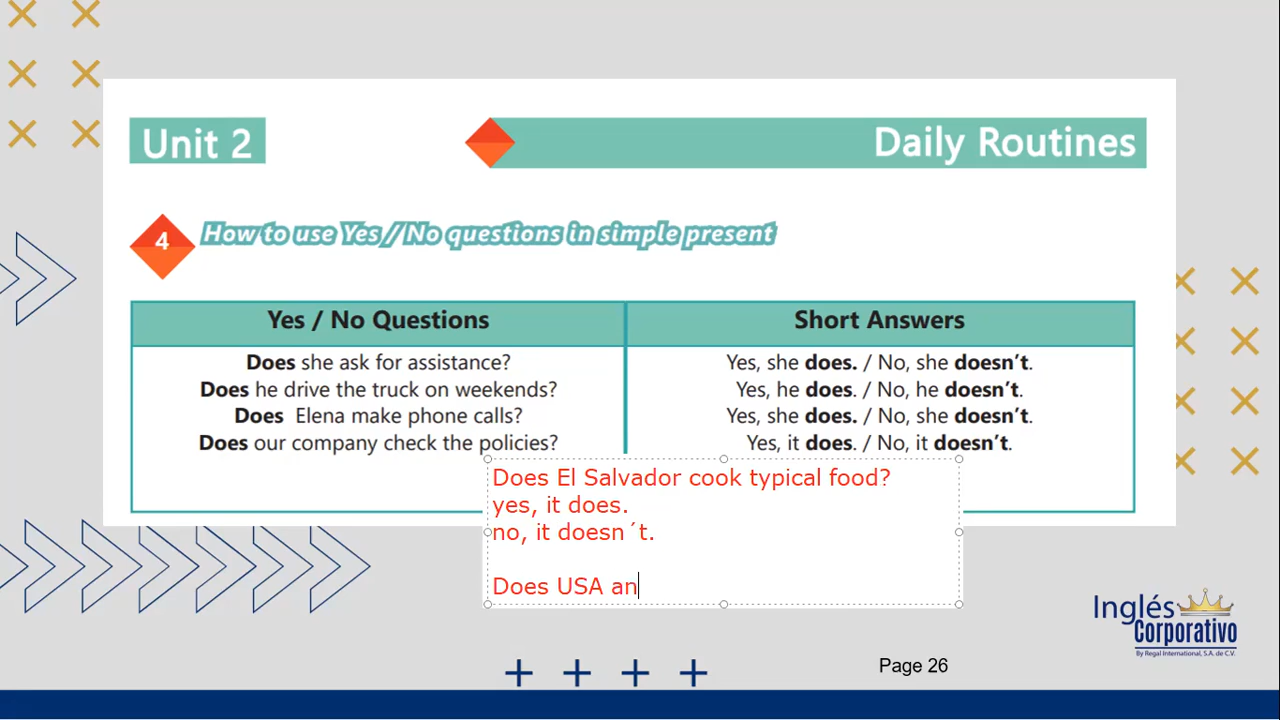 Unit 2
Daily Routines
4
How to use Yes / No questions in simple present
Yes / No Questions
Short Answers
Does she ask for assistance?
Yes, she does. / No, she doesn't.
Does he drive the truck on weekends?
Yes, he does. / No, he doesn't.
Does Elena make phone calls?
Yes, she does. / No, she doesn't.
Does our company check the policies?
Yes, it does. / No, it doesn't.
Does El Salvador cook typical food?
yes, it does.
no, it doesn´t.
Does USA an
Inglés
Corporativo
By Regal International, S.A. de C.V.
Page 26